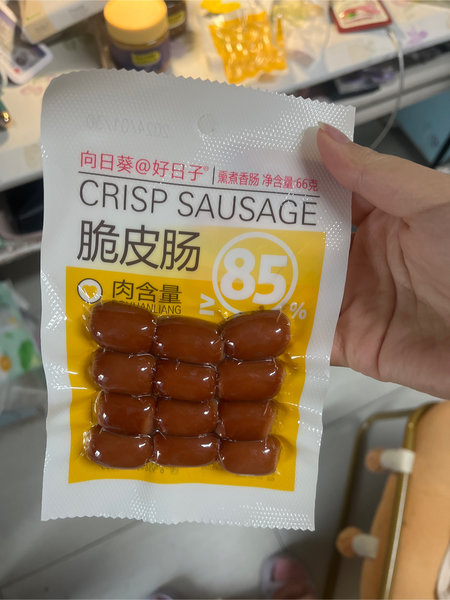 向日葵@好日子®
熏煮香肠 净含量:66克
CRISP SAUSAGE
脆皮肠
肉含量
≥85%